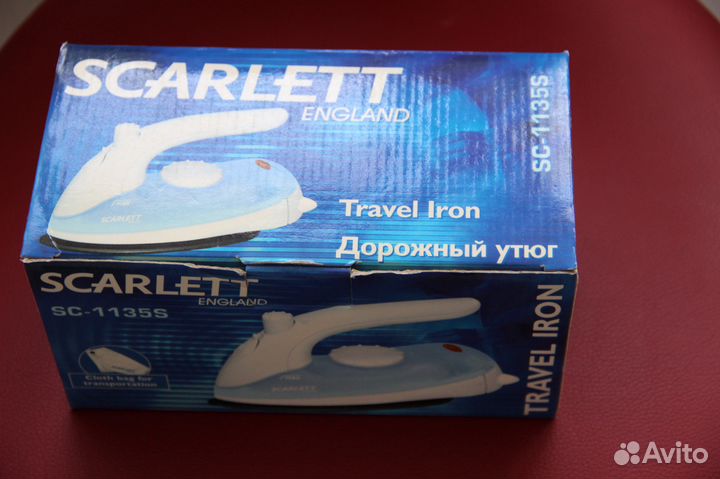 SCARLETT
ENGLAND
SC-1135S
SCARLETT
Travel Iron
Дорожный утюг
SCARLETT
ENGLAND
SC-1135S
Cloth bag for
transportation
SCARLETT
TRAVEL IRON
Avito